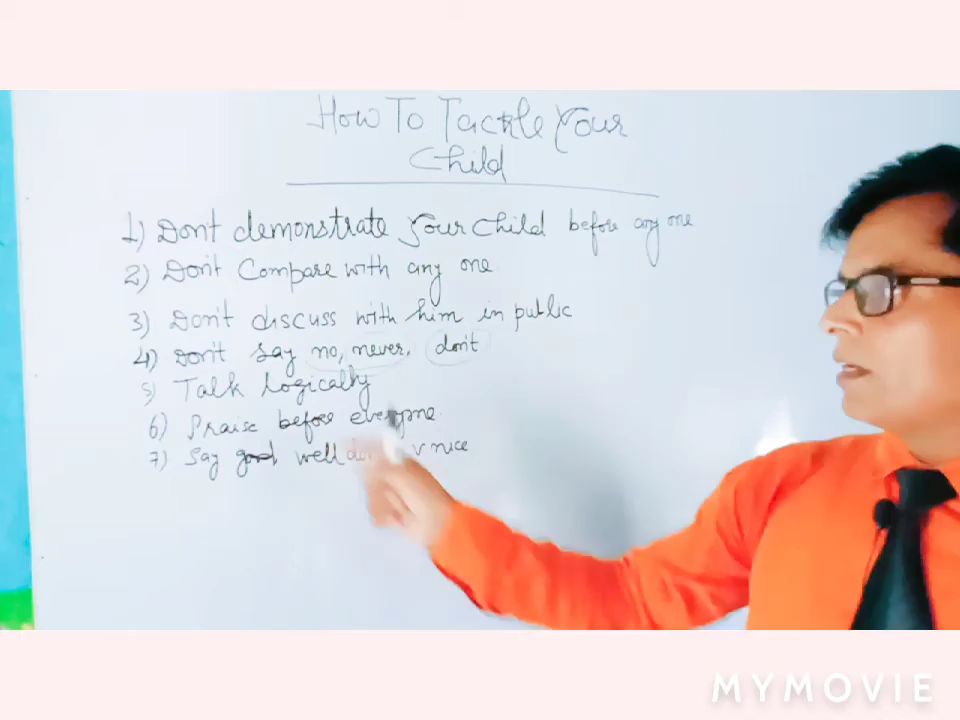 How To Tackle Your
Child
1) Don't demonstrate Your child before any one
2) Don't Compare with any one
3) Don't discuss with him in public
4) Don't Say no, never, don't
5) Talk Logically
6) Praise before everyone
7) Say good well v nice
MYMOVIE